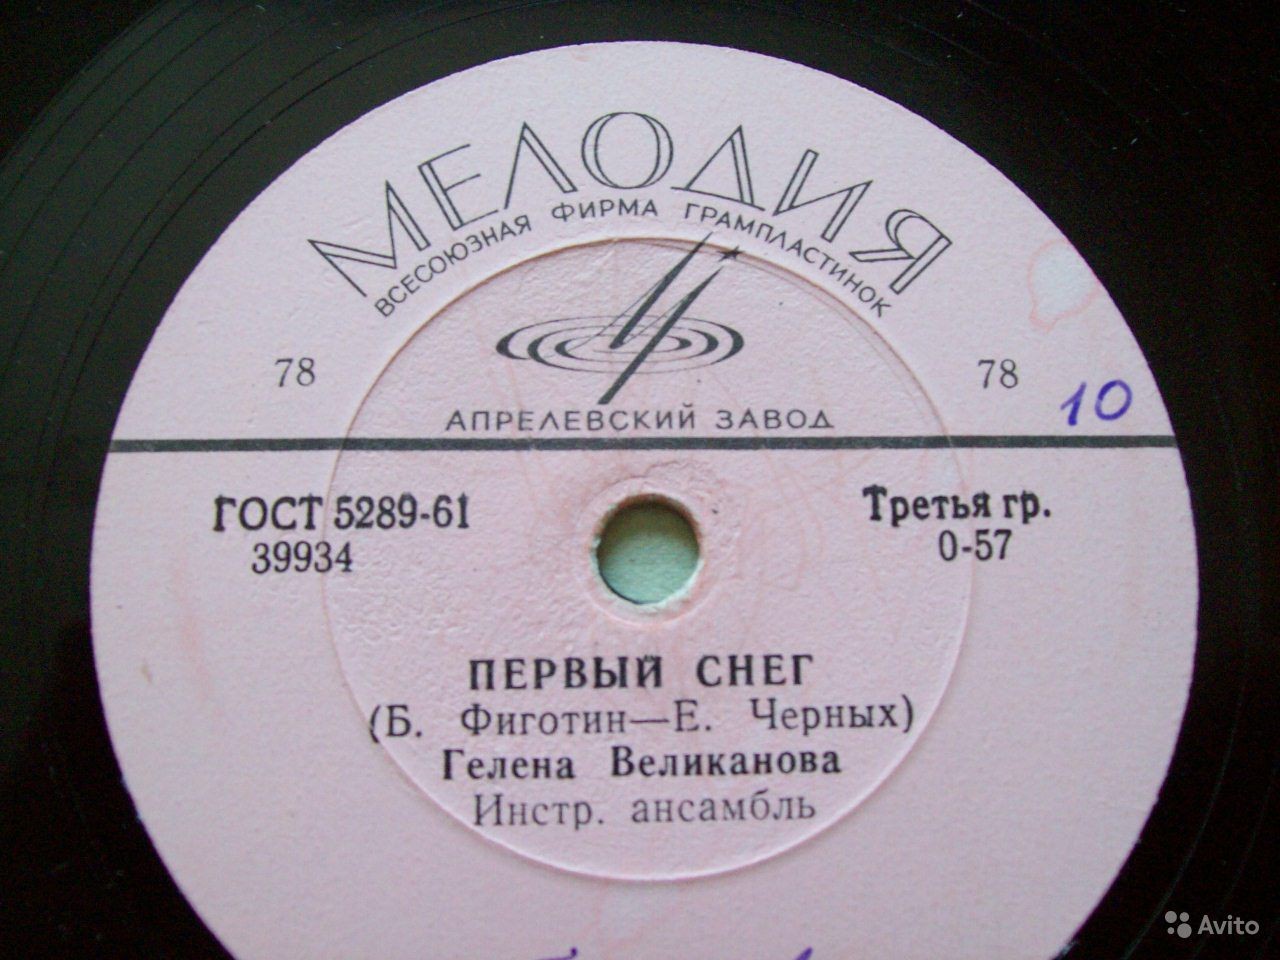 МЕЛОДИЯ
ВСЕСОЮЗНАЯ ФИРМА ГРАМПЛАСТИНОК
78 78
10
АПРЕЛЕВСКИЙ ЗАВОД
ГОСТ 5289-61 Третья гр.
39934 0-57
ПЕРВЫЙ СНЕГ
(Б. Фиготин—Е. Черных)
Гелена Великанова
Инстр. ансамбль
Avito